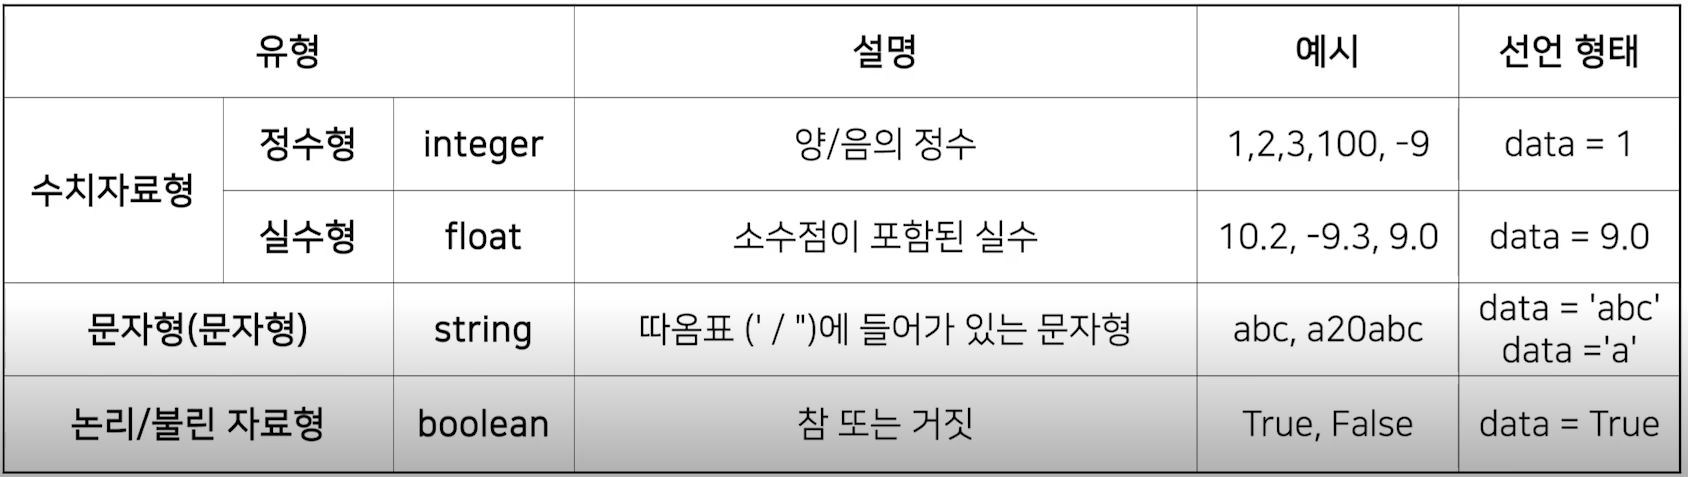 유형 설명 예시 선언 형태
수치자료형 정수형 integer 양/음의 정수 1,2,3,100, -9 data = 1
실수형 float 소수점이 포함된 실수 10.2, -9.3, 9.0 data = 9.0
문자형(문자형) string 따옴표 (' / ")에 들어가 있는 문자형 abc, a20abc data = 'abc'
data ='a'
논리/불린 자료형 boolean 참 또는 거짓 True, False data = True